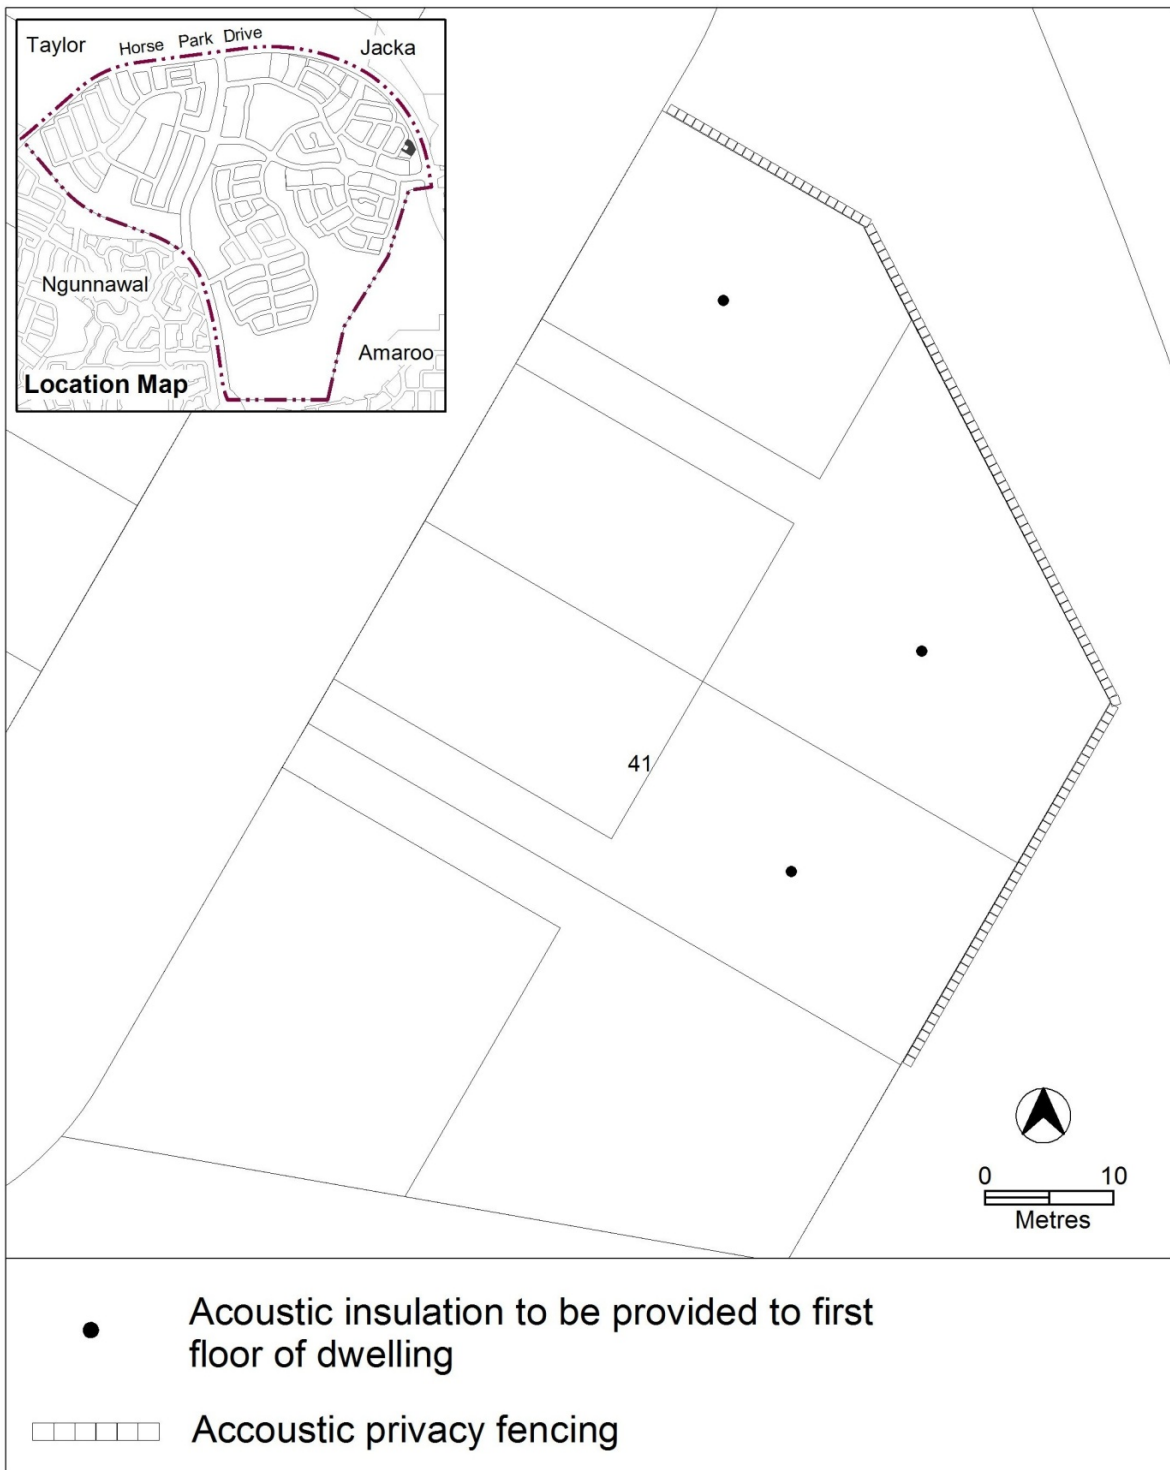 Taylor
Horse Park Drive
Jacka
Ngunnawal
Amaroo
Location Map
41
0 10
Metres
Acoustic insulation to be provided to first
floor of dwelling
Accoustic privacy fencing